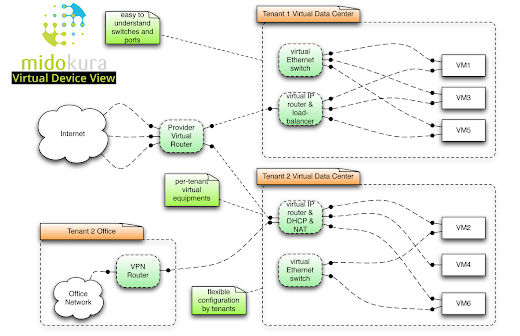 midokura
Virtual Device View
easy to
understand
switches and
ports
Tenant 1 Virtual Data Center
virtual
Ethernet
switch
virtual IP
router &
load-
balancer
VM1
VM3
VM5
Internet
Provider
Virtual
Router
per-tenant
virtual
equipments
Tenant 2 Virtual Data Center
virtual IP
router &
DHCP &
NAT
virtual
Ethernet
switch
VM2
VM4
VM6
Tenant 2 Office
VPN
Router
Office
Network
flexible
configuration
by tenants